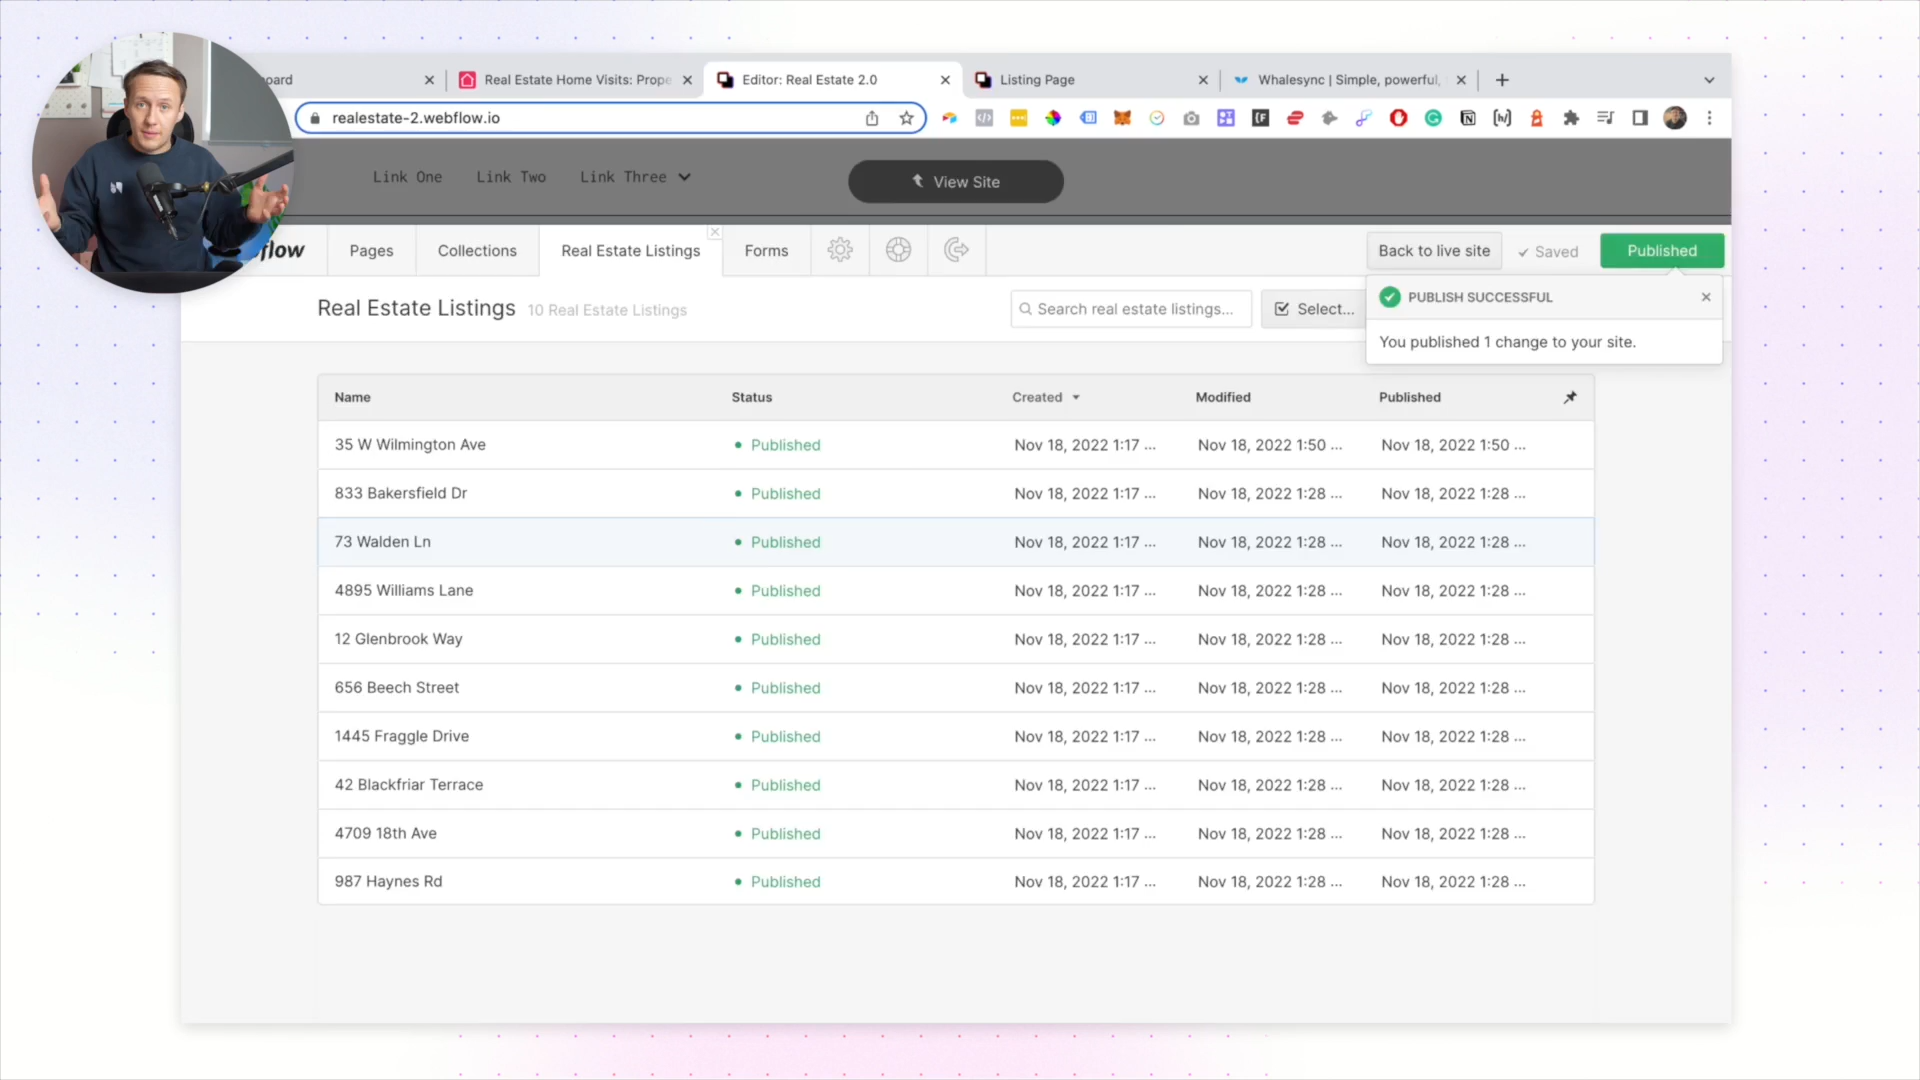 oard
Real Estate Home Visits: Prope
Editor: Real Estate 2.0
Listing Page
Whalesync | Simple, powerful,
realestate-2.webflow.io
Link One
Link Two
Link Three
View Site
flow
Pages
Collections
Real Estate Listings
Forms
Back to live site
Saved
Published
Real Estate Listings
10 Real Estate Listings
Search real estate listings...
Select...
PUBLISH SUCCESSFUL
You published 1 change to your site.
Name Status Created Modified Published
35 W Wilmington Ave Published Nov 18, 2022 1:17 ... Nov 18, 2022 1:50 ... Nov 18, 2022 1:50 ...
833 Bakersfield Dr Published Nov 18, 2022 1:17 ... Nov 18, 2022 1:28 ... Nov 18, 2022 1:28 ...
73 Walden Ln Published Nov 18, 2022 1:17 ... Nov 18, 2022 1:28 ... Nov 18, 2022 1:28 ...
4895 Williams Lane Published Nov 18, 2022 1:17 ... Nov 18, 2022 1:28 ... Nov 18, 2022 1:28 ...
12 Glenbrook Way Published Nov 18, 2022 1:17 ... Nov 18, 2022 1:28 ... Nov 18, 2022 1:28 ...
656 Beech Street Published Nov 18, 2022 1:17 ... Nov 18, 2022 1:28 ... Nov 18, 2022 1:28 ...
1445 Fraggle Drive Published Nov 18, 2022 1:17 ... Nov 18, 2022 1:28 ... Nov 18, 2022 1:28 ...
42 Blackfriar Terrace Published Nov 18, 2022 1:17 ... Nov 18, 2022 1:28 ... Nov 18, 2022 1:28 ...
4709 18th Ave Published Nov 18, 2022 1:17 ... Nov 18, 2022 1:28 ... Nov 18, 2022 1:28 ...
987 Haynes Rd Published Nov 18, 2022 1:17 ... Nov 18, 2022 1:28 ... Nov 18, 2022 1:28 ...